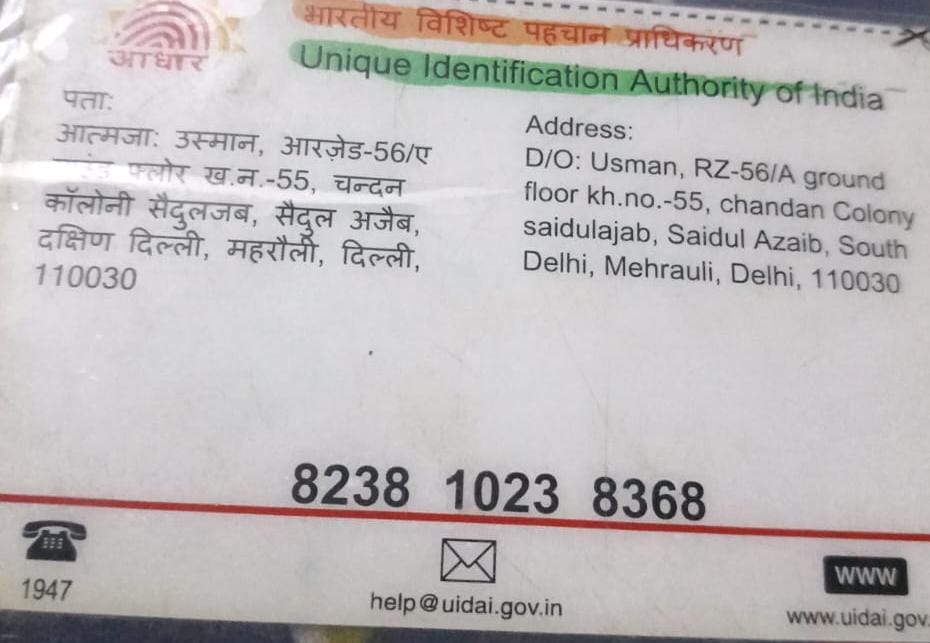 भारतीय विशिष्ट पहचान प्राधिकरण
आधार
Unique Identification Authority of India
पता:
आत्मजा: उस्मान, आरज़ेड-56/ए
फ्लोर ख.न.-55, चन्दन
कॉलोनी सैदुलजब, सैदुल अजैब,
दक्षिण दिल्ली, महरौली, दिल्ली,
110030
Address:
D/O: Usman, RZ-56/A ground
floor kh.no.-55, chandan Colony
saidulajab, Saidul Azaib, South
Delhi, Mehrauli, Delhi, 110030
8238 1023 8368
1947
help@uidai.gov.in
www
www.uidai.gov.